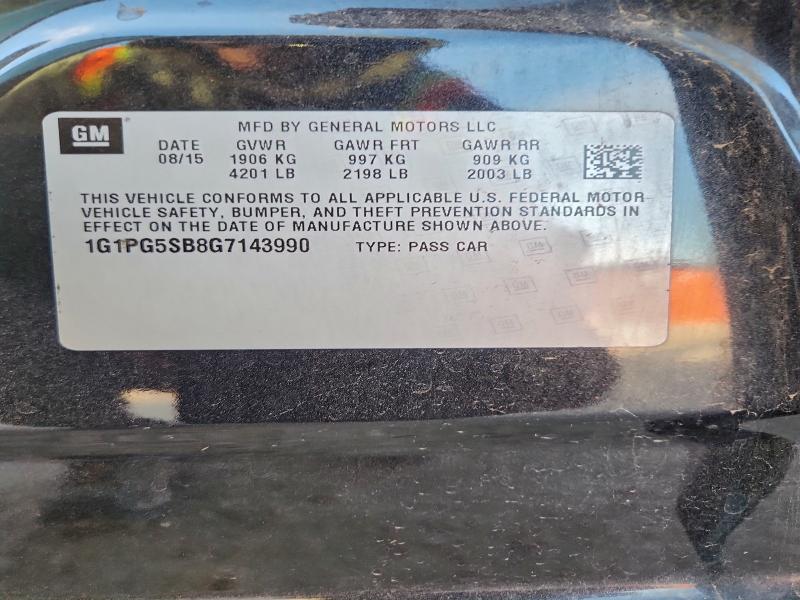 GM
MFD BY GENERAL MOTORS LLC
DATE GVWR GAWR FRT GAWR RR
08/15 1906 KG 997 KG 909 KG
4201 LB 2198 LB 2003 LB
THIS VEHICLE CONFORMS TO ALL APPLICABLE U.S. FEDERAL MOTOR
VEHICLE SAFETY, BUMPER, AND THEFT PREVENTION STANDARDS IN
EFFECT ON THE DATE OF MANUFACTURE SHOWN ABOVE.
1G1PG5SB8G7143990 TYPE: PASS CAR